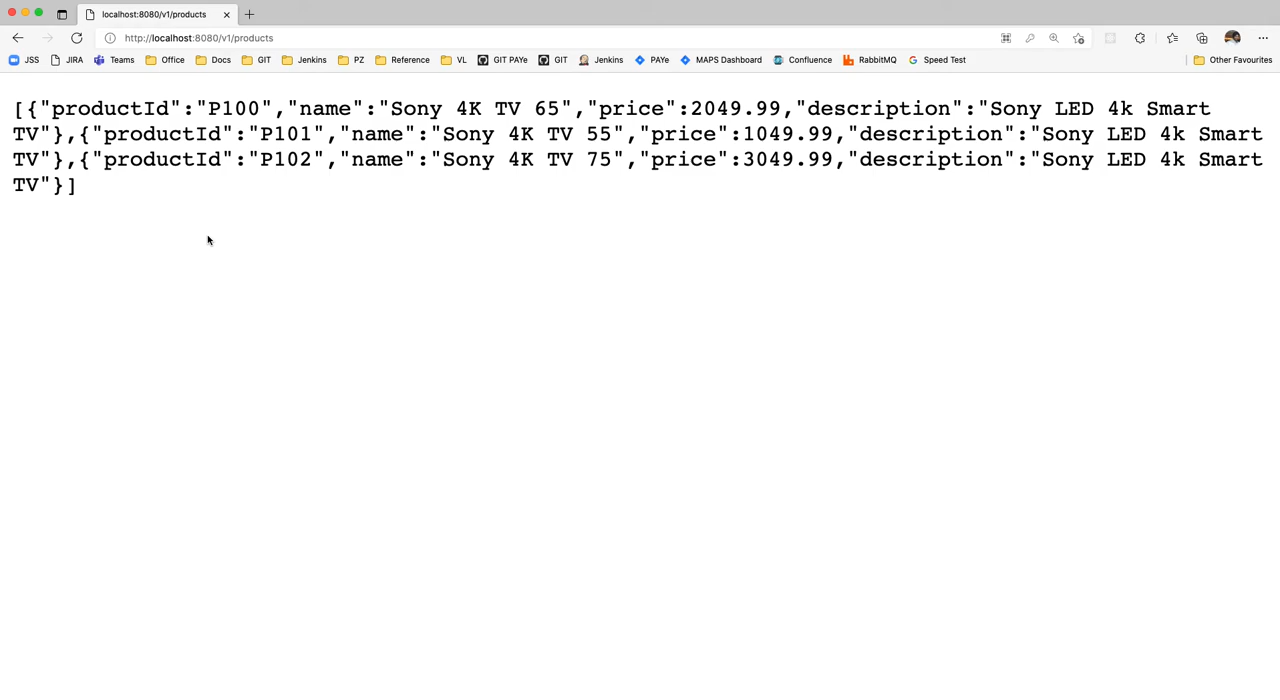 localhost:8080/v1/products
http://localhost:8080/v1/products
JSS JIRA Teams Office Docs GIT Jenkins PZ Reference VL GIT PAYe GIT Jenkins PAYe MAPS Dashboard Confluence RabbitMQ Speed Test Other Favourites
[{"productId":"P100","name":"Sony 4K TV 65","price":2049.99,"description":"Sony LED 4k Smart
TV"},{"productId":"P101","name":"Sony 4K TV 55","price":1049.99,"description":"Sony LED 4k Smart
TV"},{"productId":"P102","name":"Sony 4K TV 75","price":3049.99,"description":"Sony LED 4k Smart
TV"}]